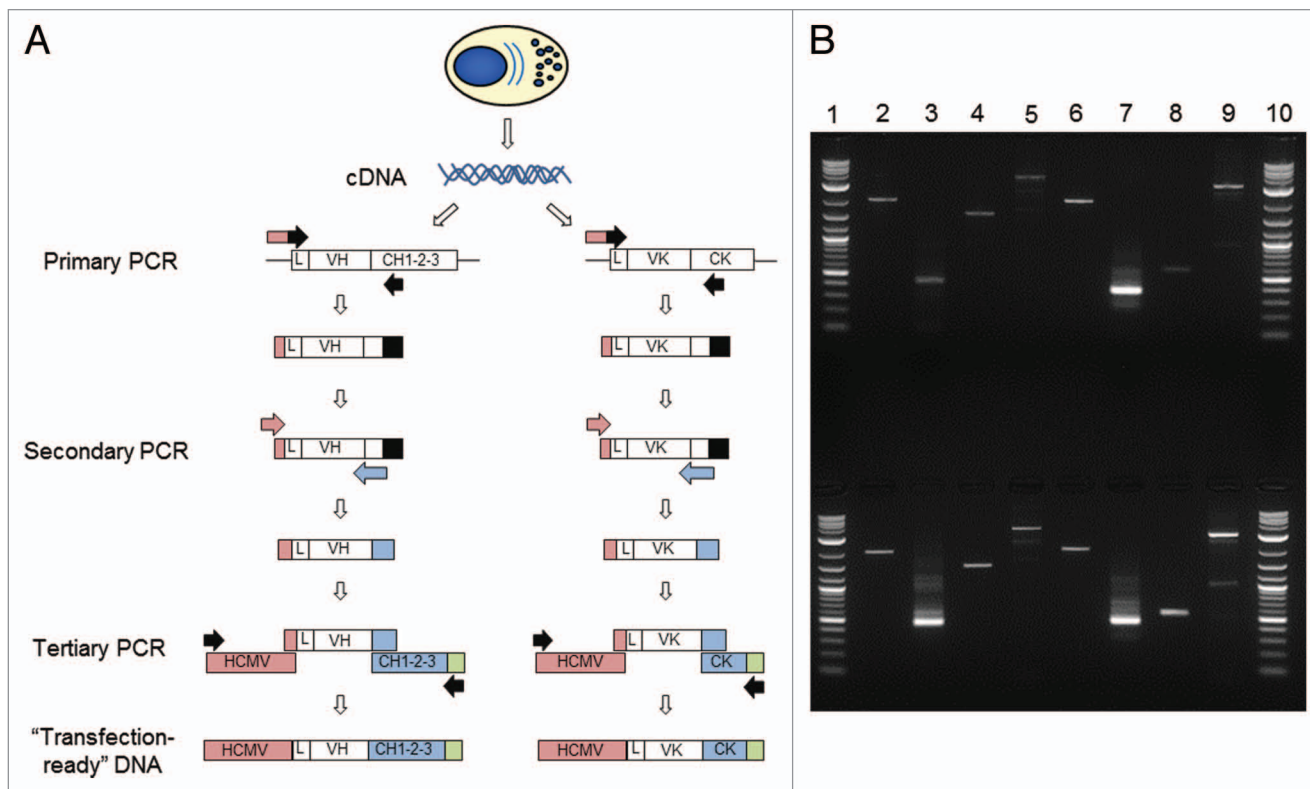 A
cDNA
Primary PCR
L VH CH1-2-3
L VK CK
L VH
L VK
Secondary PCR
L VH
L VK
L VH
L VK
Tertiary PCR
L VH
HCMV CH1-2-3
L VK
HCMV CK
"Transfection-
ready" DNA
HCMV L VH CH1-2-3
HCMV L VK CK
B
1 2 3 4 5 6 7 8 9 10